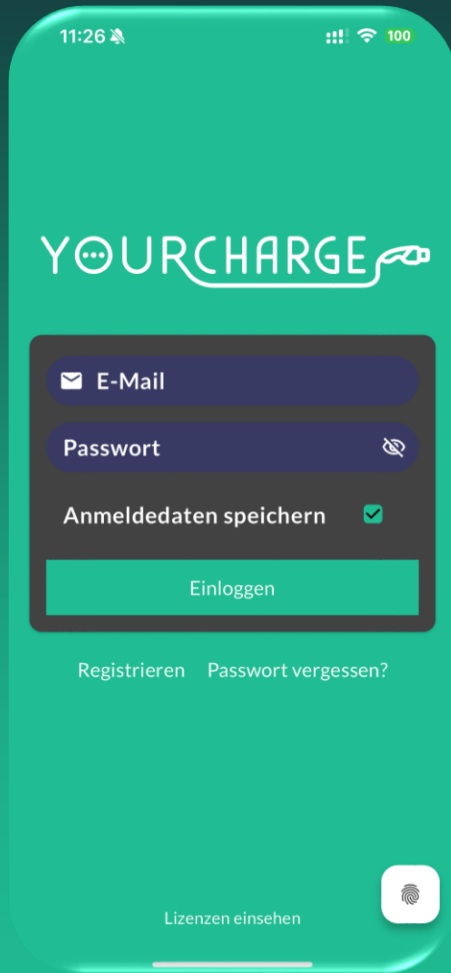 11:26
100
YOURCHARGE
E-Mail
Passwort
Anmeldedaten speichern
Einloggen
Registrieren Passwort vergessen?
Lizenzen einsehen